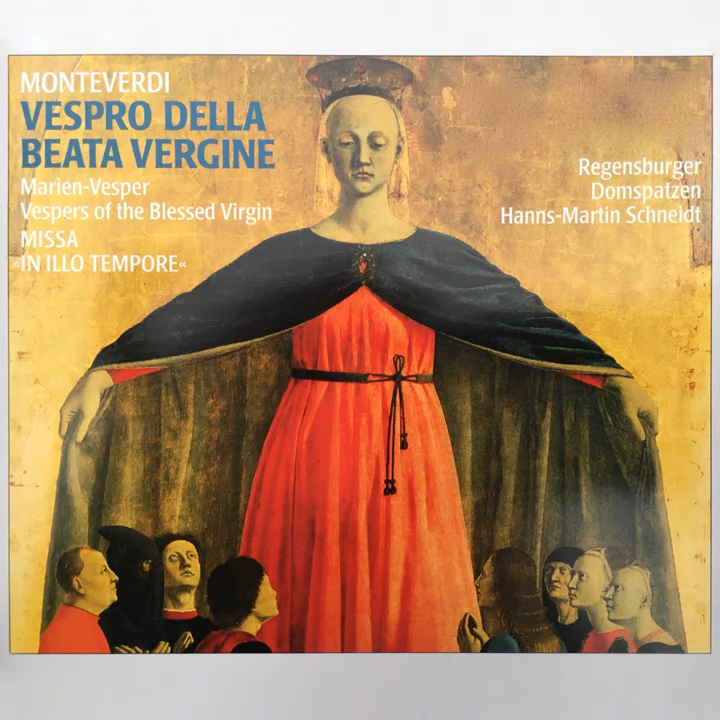 MONTEVERDI
VESPRO DELLA
BEATA VERGINE
Marien-Vesper
Vespers of the Blessed Virgin
MISSA
»IN ILLO TEMPORE«
Regensburger
Domspatzen
Hanns-Martin Schneidt